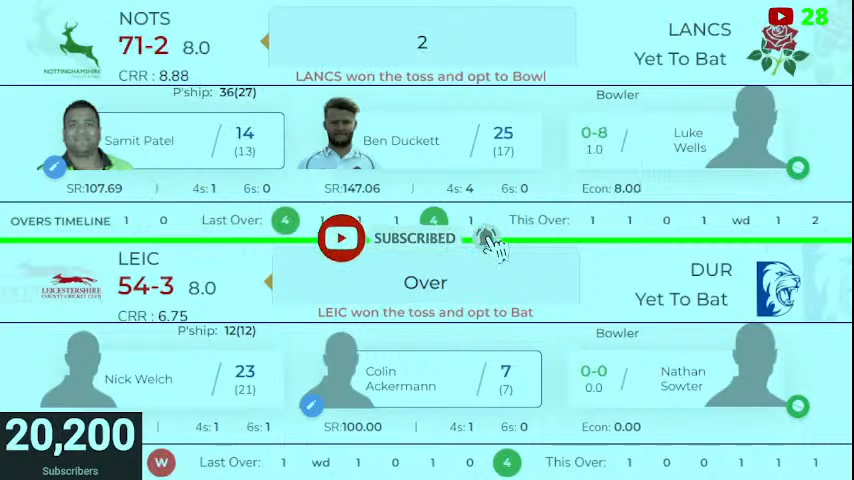 NOTS
71-2 8.0
CRR : 8.88
NOTTINGHAMSHIRE
2
LANCS won the toss and opt to Bowl
LANCS
Yet To Bat
28
P'ship: 36(27)
Samit Patel 14 (13)
Ben Duckett 25 (17)
Bowler
0-8
1.0
Luke Wells
SR:107.69 4s: 1 6s: 0
SR:147.06 4s: 4 6s: 0
Econ: 8.00
OVERS TIMELINE 1 0 Last Over: 4 1 1 4 1 This Over: 1 1 0 1 wd 1 2
SUBSCRIBED
LEIC
54-3 8.0
CRR : 6.75
LEICESTERSHIRE
COUNTY CRICKET CLUB
Over
LEIC won the toss and opt to Bat
DUR
Yet To Bat
P'ship: 12(12)
Nick Welch 23 (21)
Colin Ackermann 7 (7)
Bowler
0-0
0.0
Nathan Sowter
4s: 1 6s: 1
SR:100.00 4s: 1 6s: 0
Econ: 0.00
20,200
Subscribers
W Last Over: 1 wd 1 0 1 0 4 This Over: 1 0 0 1 1 1